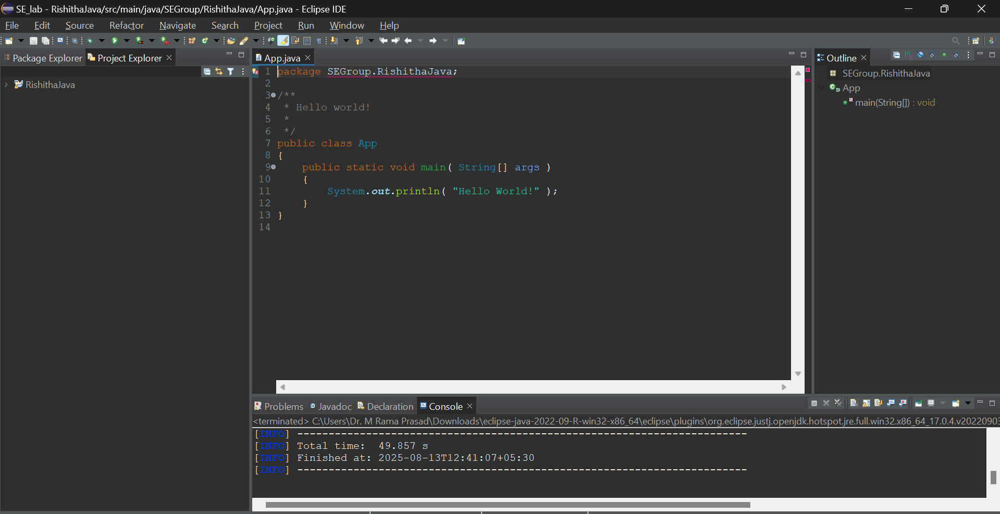 SE_lab - RishithaJava/src/main/java/SEGroup/RishithaJava/App.java - Eclipse IDE
File Edit Source Refactor Navigate Search Project Run Window Help
Package Explorer Project Explorer
RishithaJava
App.java
1 package SEGroup.RishithaJava;
2
3 /**
4 * Hello world!
5 *
6 */
7 public class App
8 {
9 public static void main( String[] args )
10 {
11 System.out.println( "Hello World!" );
12 }
13 }
14
Outline
SEGroup.RishithaJava
App
main(String[]) : void
Problems Javadoc Declaration Console
<terminated> C:\Users\Dr. M Rama Prasad\Downloads\eclipse-java-2022-09-R-win32-x86_64\eclipse\plugins\org.eclipse.justj.openjdk.hotspot.jre.full.win32.x86_64_17.0.4.v20220903
[INFO] ------------------------------------------------------------------------
[INFO] Total time:  49.857 s
[INFO] Finished at: 2025-08-13T12:41:07+05:30
[INFO] ------------------------------------------------------------------------